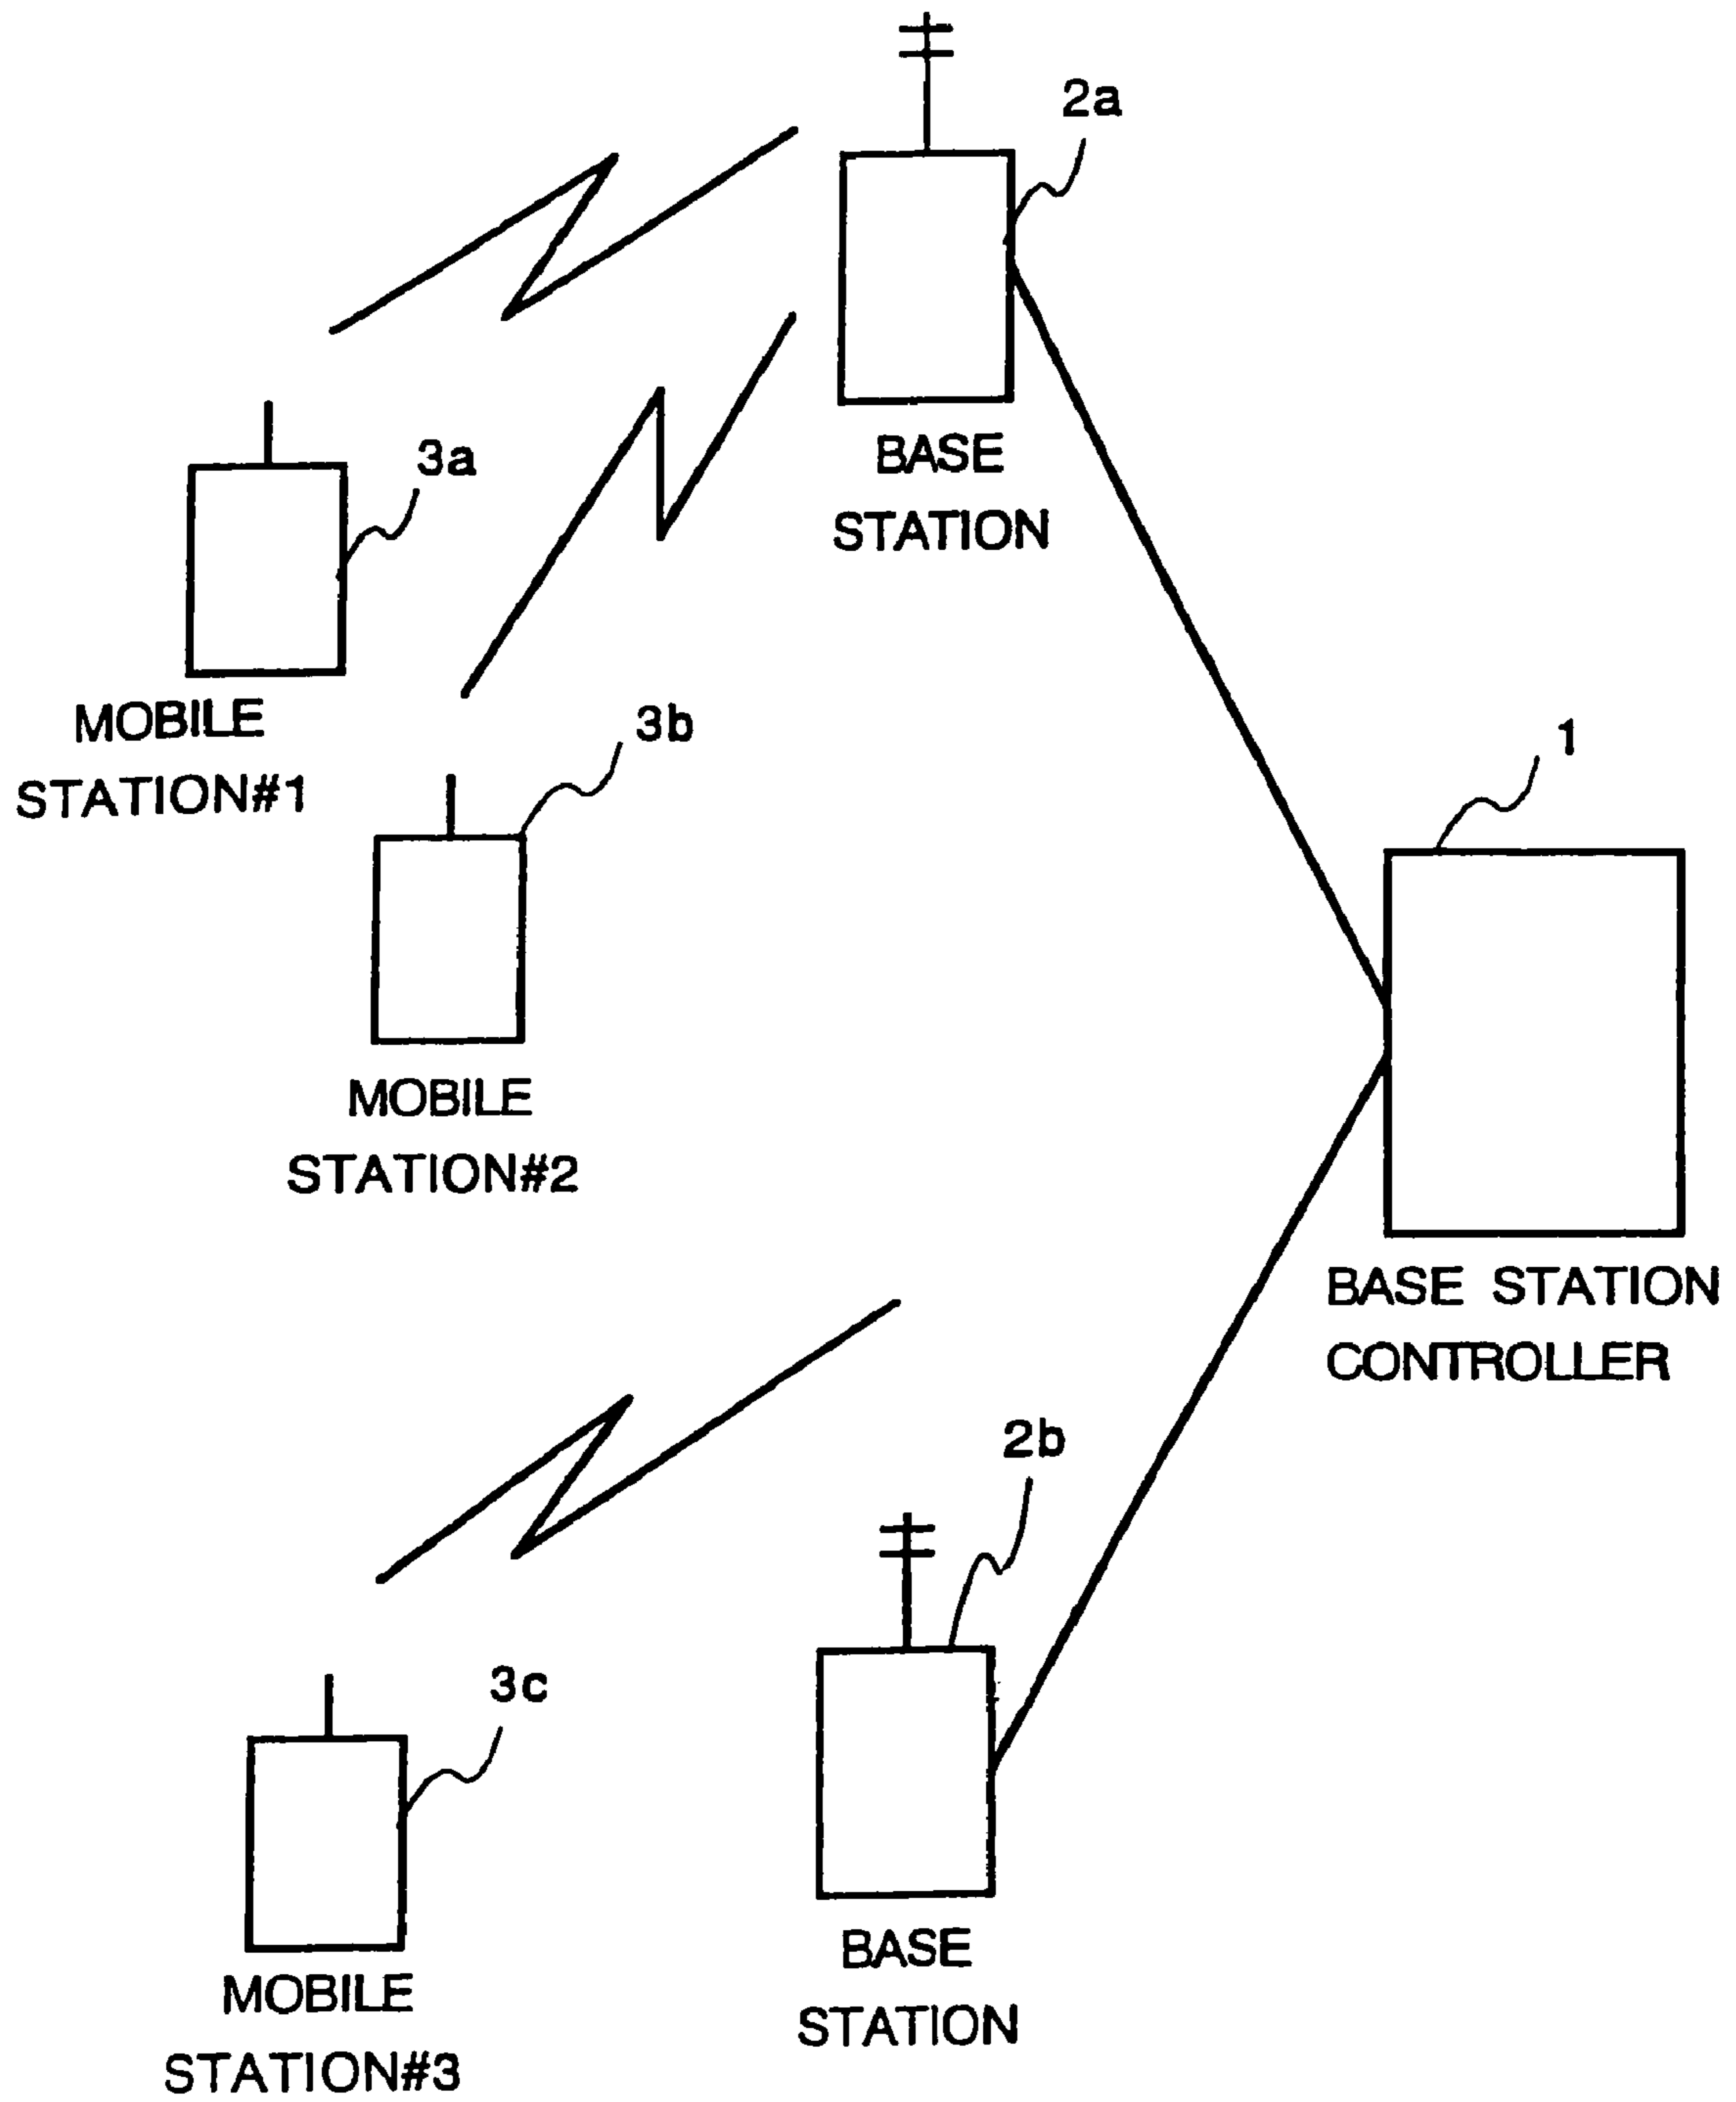 2a
BASE
STATION
3a
MOBILE
STATION#1
3b
MOBILE
STATION#2
1
BASE STATION
CONTROLLER
2b
BASE
STATION
3c
MOBILE
STATION#3